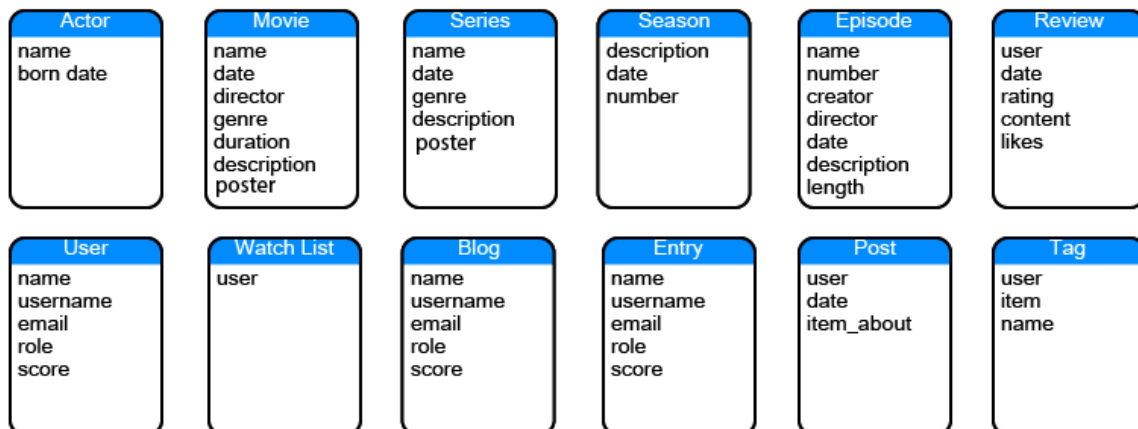 Actor
name
born date
Movie
name
date
director
genre
duration
description
poster
Series
name
date
genre
description
poster
Season
description
date
number
Episode
name
number
creator
director
date
description
length
Review
user
date
rating
content
likes
User
name
username
email
role
score
Watch List
user
Blog
name
username
email
role
score
Entry
name
username
email
role
score
Post
user
date
item_about
Tag
user
item
name